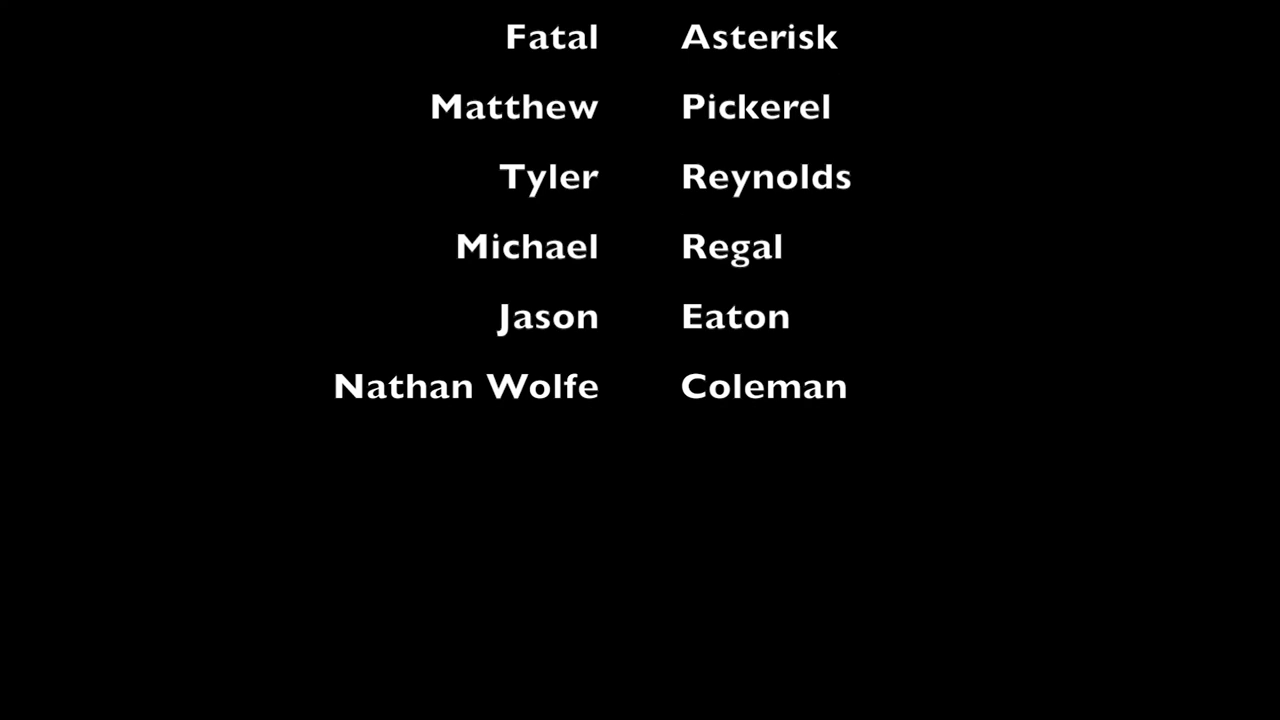 Fatal Asterisk
Matthew Pickerel
Tyler Reynolds
Michael Regal
Jason Eaton
Nathan Wolfe Coleman